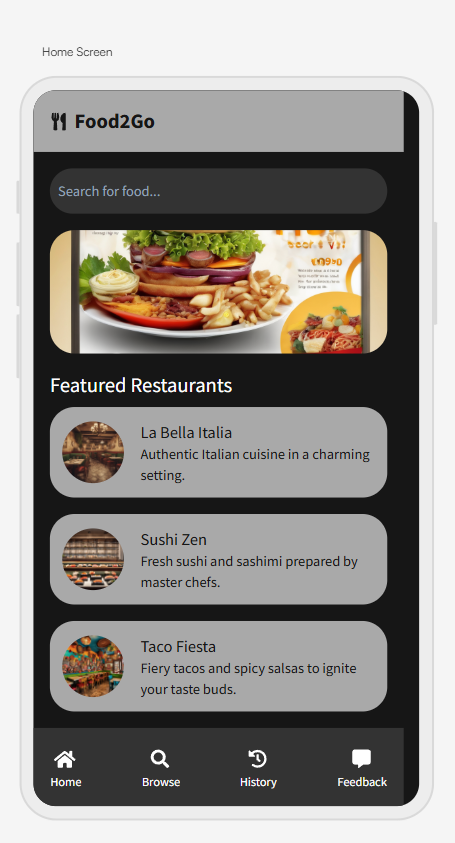 Home Screen
Food2Go
Search for food...
Featured Restaurants
La Bella Italia
Authentic Italian cuisine in a charming
setting.
Sushi Zen
Fresh sushi and sashimi prepared by
master chefs.
Taco Fiesta
Fiery tacos and spicy salsas to ignite
your taste buds.
Home
Browse
History
Feedback